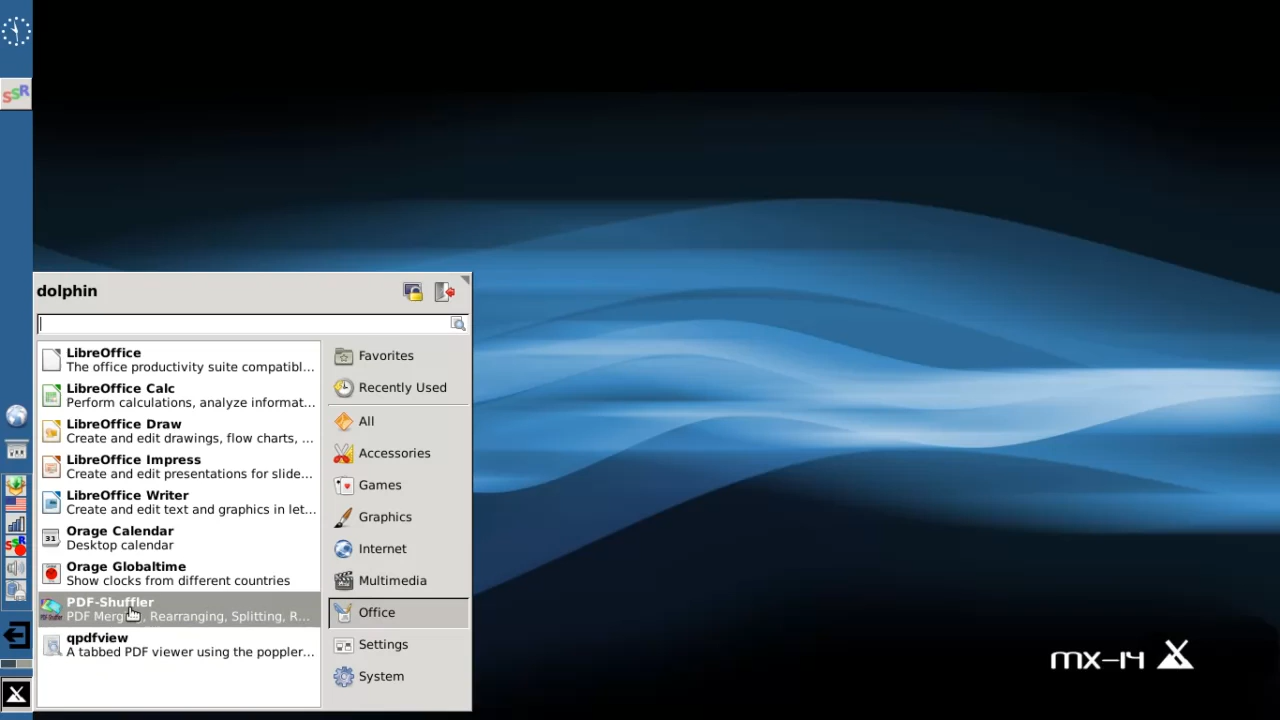 SSR
dolphin
LibreOffice
The office productivity suite compatibl...
LibreOffice Calc
Perform calculations, analyze informat...
LibreOffice Draw
Create and edit drawings, flow charts, ...
LibreOffice Impress
Create and edit presentations for slide...
LibreOffice Writer
Create and edit text and graphics in let...
31
Orage Calendar
Desktop calendar
Orage Globaltime
Show clocks from different countries
PDF-Shuffler
PDF Merg , Rearranging, Splitting, R...
qpdfview
A tabbed PDF viewer using the poppler...
Favorites
Recently Used
All
Accessories
Games
Graphics
Internet
Multimedia
Office
Settings
System
SSR
mx-14